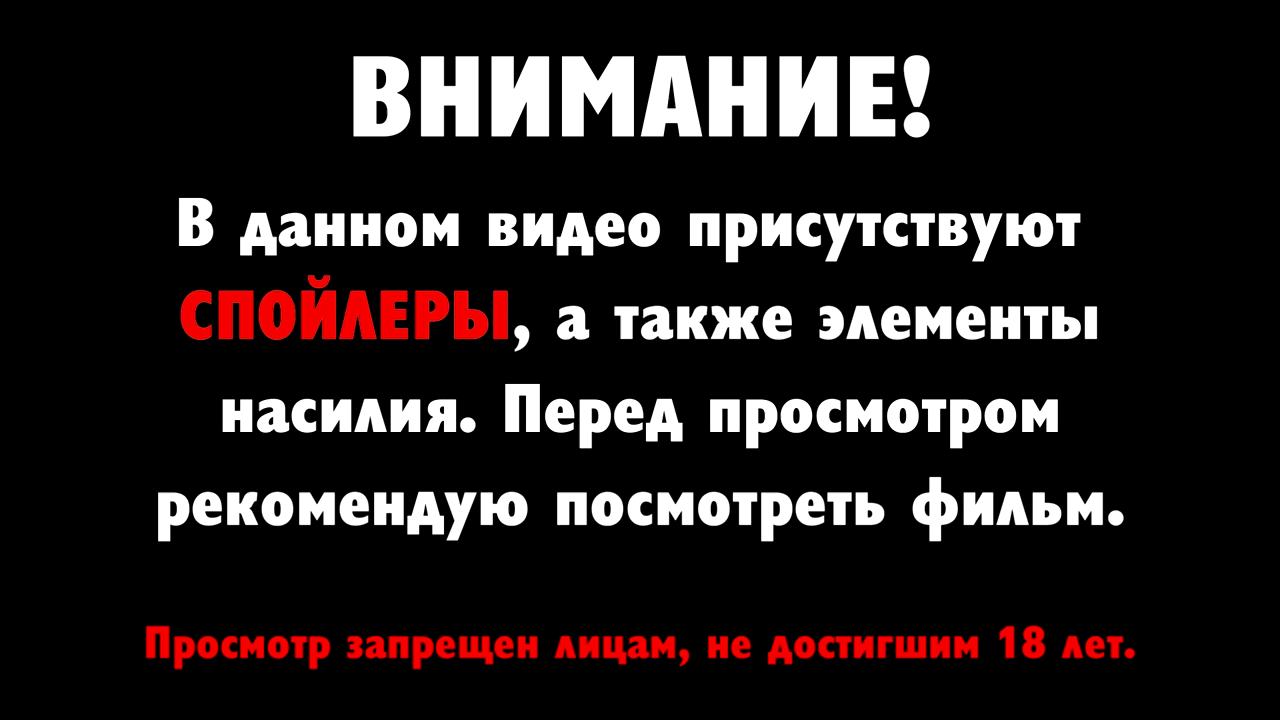 ВНИМАНИЕ!
В данном видео присутствуют
СПОЙЛЕРЫ, а также элементы
насилия. Перед просмотром
рекомендую посмотреть фильм.
Просмотр запрещен лицам, не достигшим 18 лет.